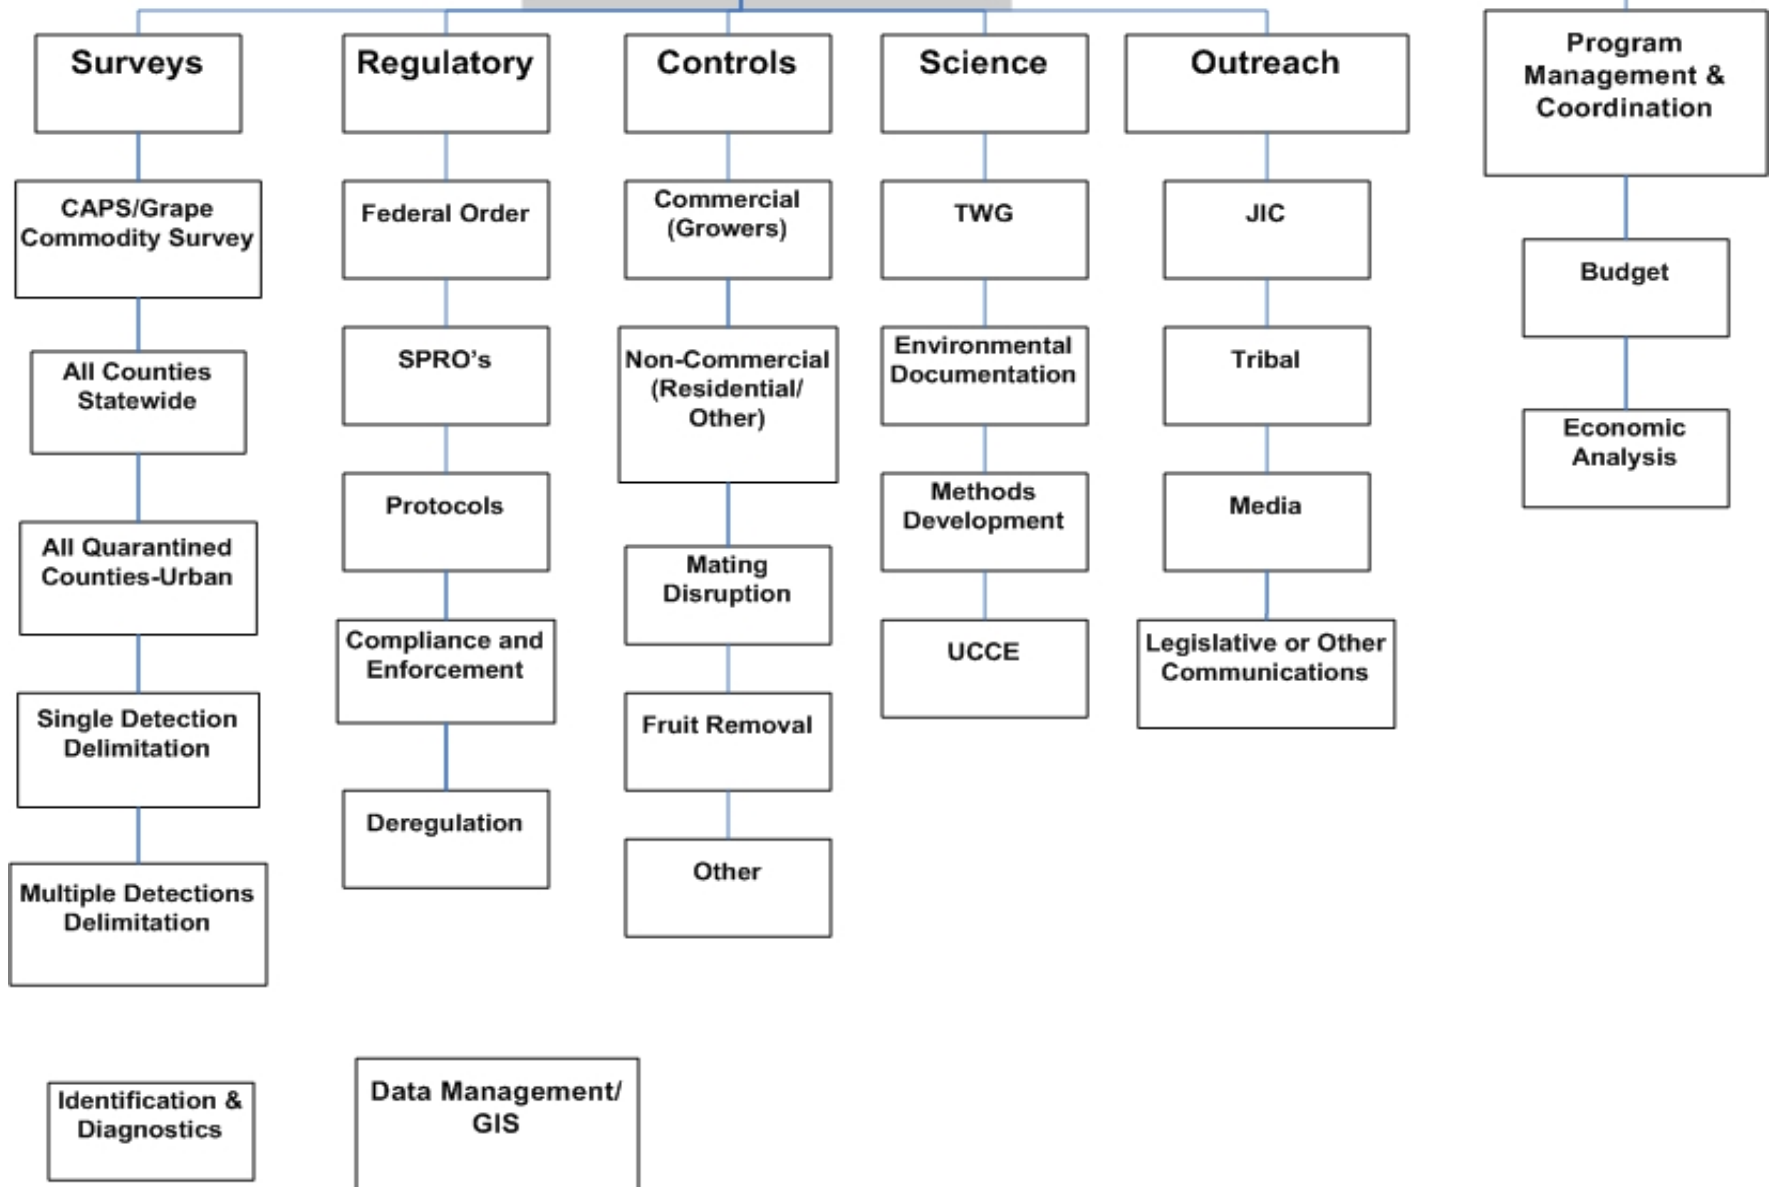 Surveys
CAPS/Grape
Commodity Survey
All Counties
Statewide
All Quarantined
Counties-Urban
Single Detection
Delimitation
Multiple Detections
Delimitation
Regulatory
Federal Order
SPRO's
Protocols
Compliance and
Enforcement
Deregulation
Controls
Commercial
(Growers)
Non-Commercial
(Residential/
Other)
Mating
Disruption
Fruit Removal
Other
Science
TWG
Environmental
Documentation
Methods
Development
UCCE
Outreach
JIC
Tribal
Media
Legislative or Other
Communications
Program
Management &
Coordination
Budget
Economic
Analysis
Identification &
Diagnostics
Data Management/
GIS